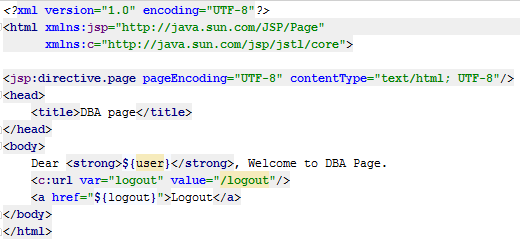 <?xml version="1.0" encoding="UTF-8"?>
<html xmlns:jsp="http://java.sun.com/JSP/Page"
      xmlns:c="http://java.sun.com/jsp/jstl/core">

<jsp:directive.page pageEncoding="UTF-8" contentType="text/html; UTF-8"/>
<head>
    <title>DBA page</title>
</head>
<body>
    Dear <strong>${user}</strong>, Welcome to DBA Page.
    <c:url var="logout" value="/logout"/>
    <a href="${logout}">Logout</a>
</body>
</html>